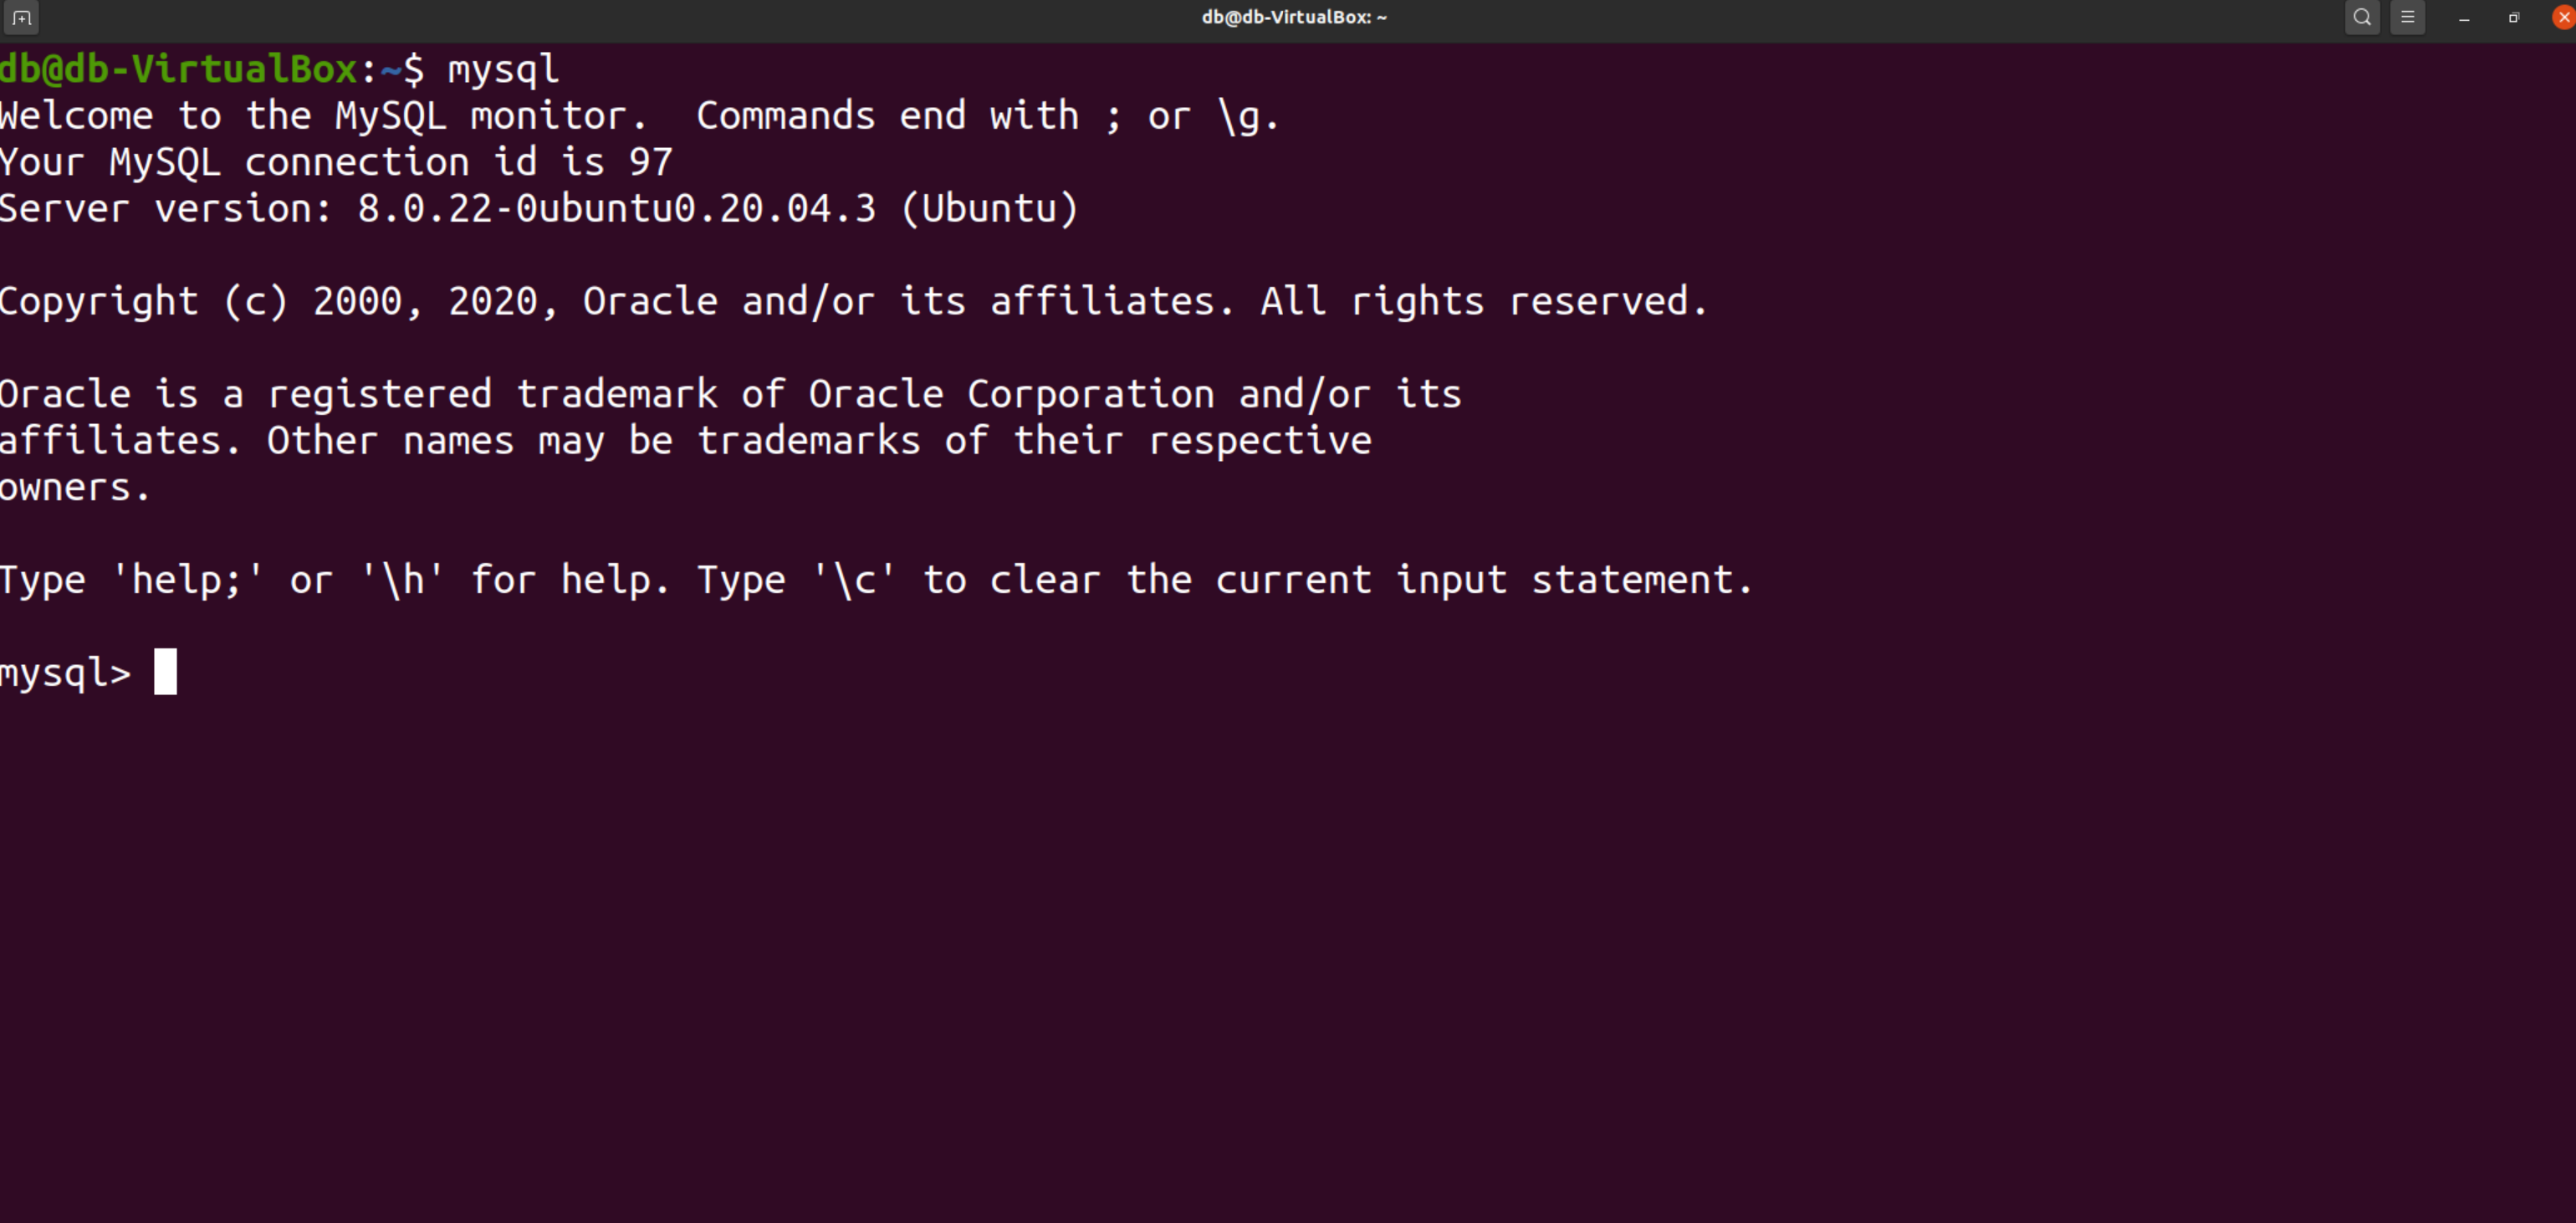 db@db-VirtualBox: ~
db@db-VirtualBox:~$ mysql
Welcome to the MySQL monitor.  Commands end with ; or \g.
Your MySQL connection id is 97
Server version: 8.0.22-0ubuntu0.20.04.3 (Ubuntu)
Copyright (c) 2000, 2020, Oracle and/or its affiliates. All rights reserved.
Oracle is a registered trademark of Oracle Corporation and/or its
affiliates. Other names may be trademarks of their respective
owners.
Type 'help;' or '\h' for help. Type '\c' to clear the current input statement.
mysql>